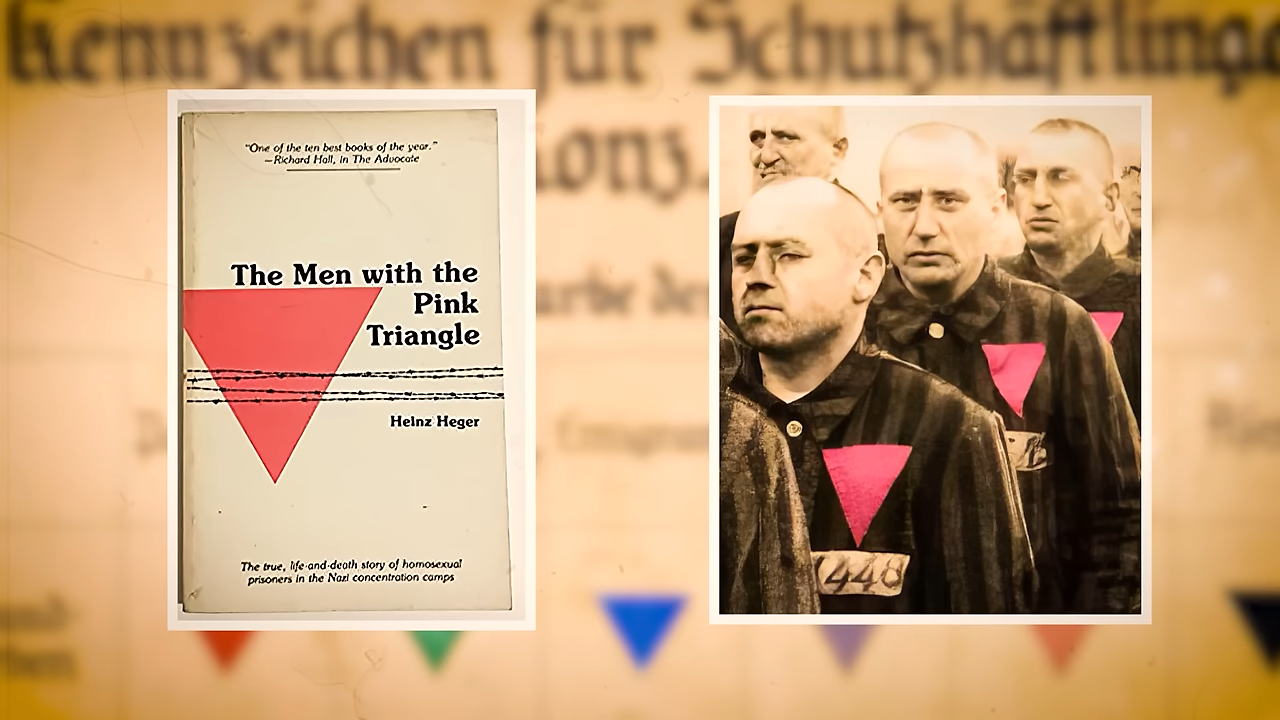 Kennzeichen für Schutzhäftlinge
Konz.
"One of the ten best books of the year."
—Richard Hall, in The Advocate
The Men with the
Pink
Triangle
Heinz Heger
The true, life-and-death story of homosexual
prisoners in the Nazi concentration camps
1448